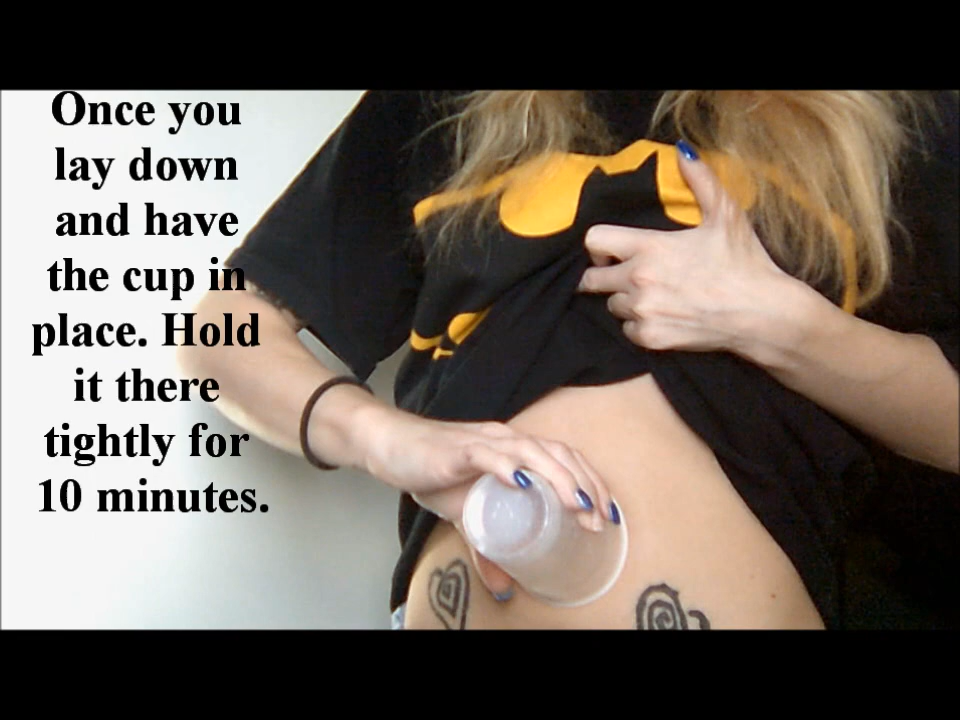 Once you
lay down
and have
the cup in
place. Hold
it there
tightly for
10 minutes.